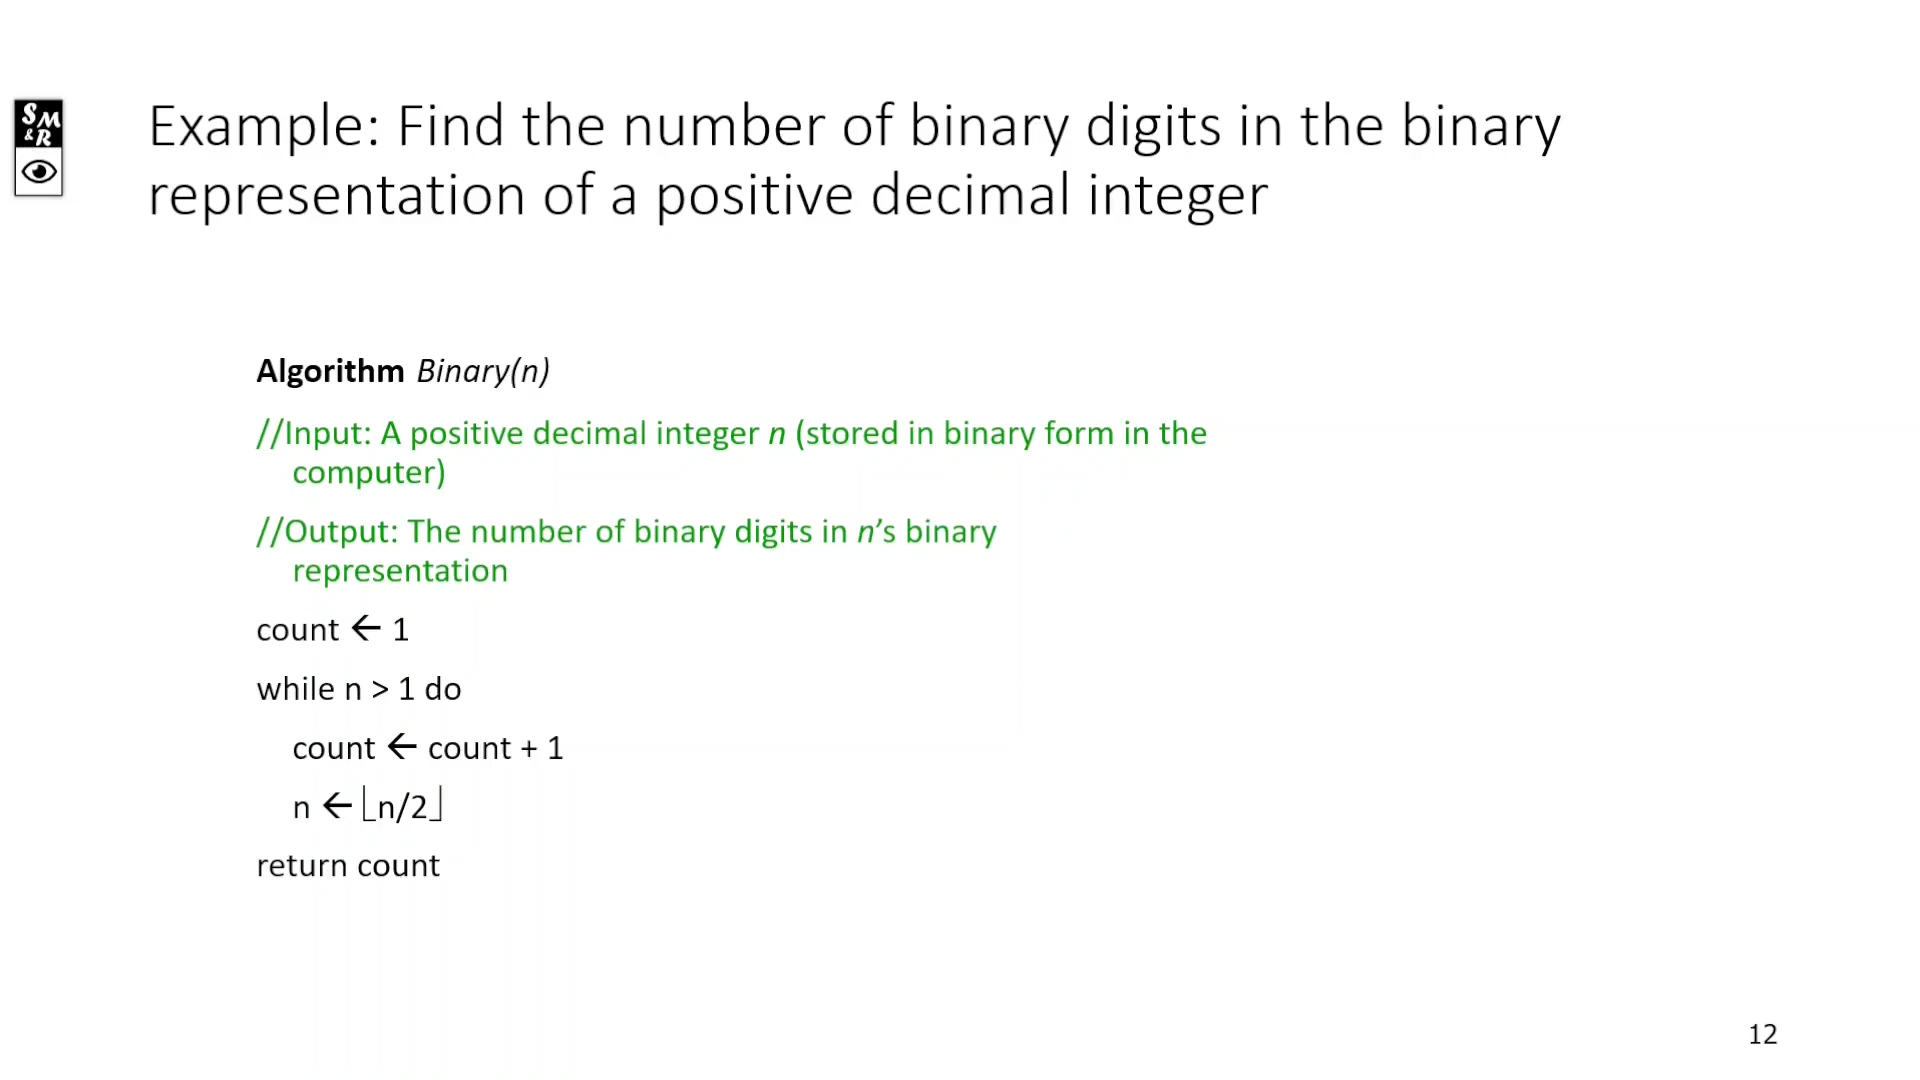 SM
&R
Example: Find the number of binary digits in the binary
representation of a positive decimal integer
Algorithm Binary(n)
//Input: A positive decimal integer n (stored in binary form in the
computer)
//Output: The number of binary digits in n’s binary
representation
count ← 1
while n > 1 do
count ← count + 1
n ← ⌊n/2⌋
return count
12